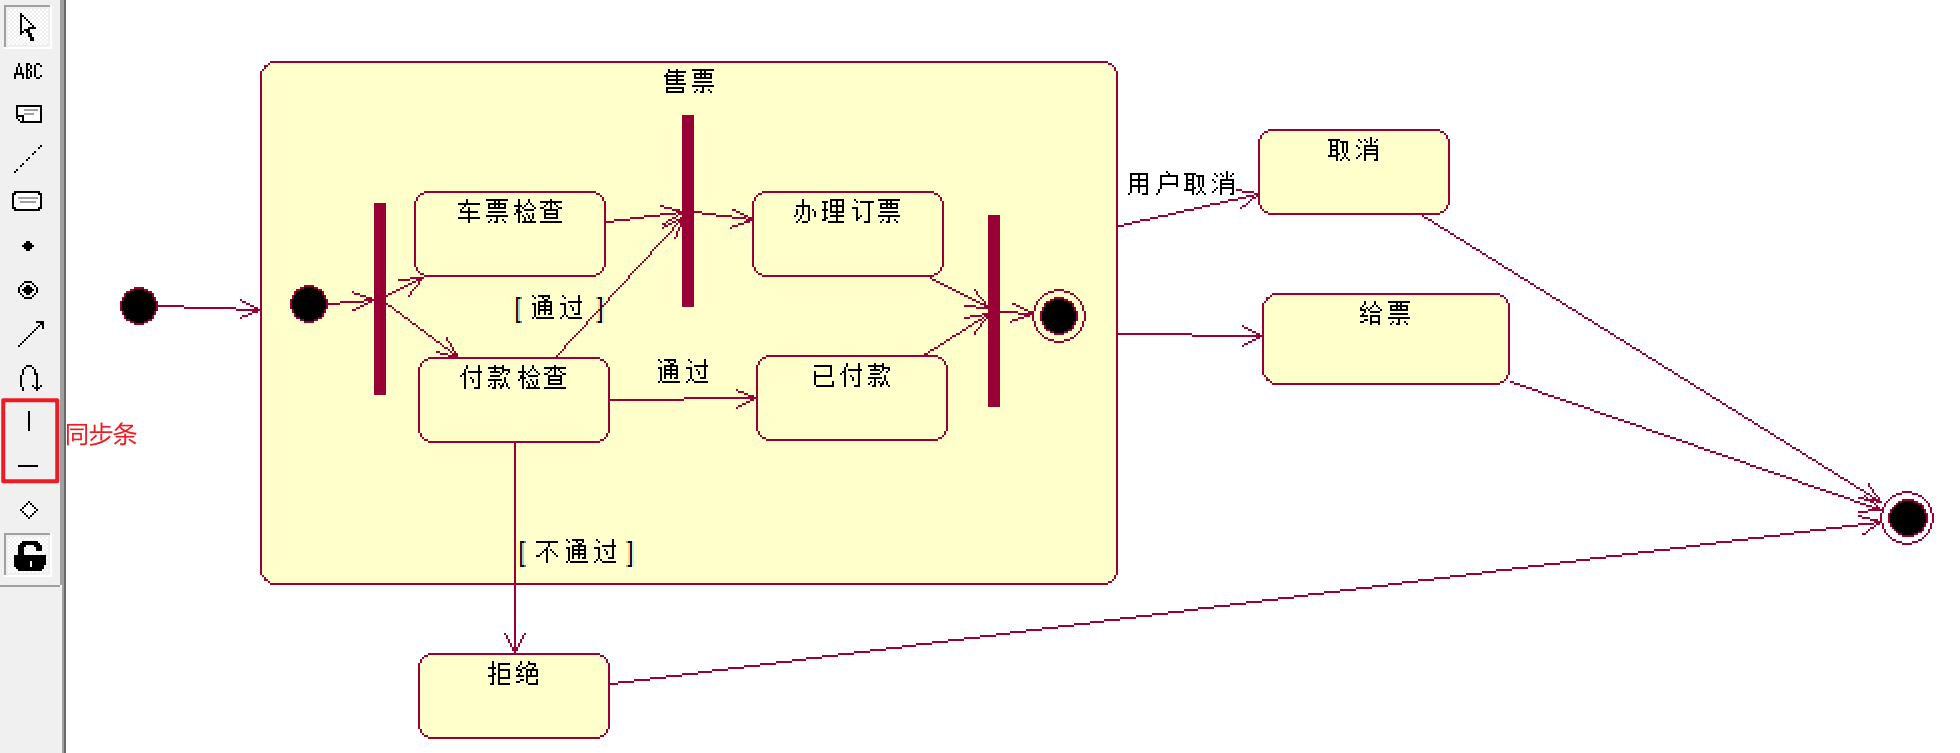 ABC
售票
车票检查
办理订票
取消
用户取消
[ 通过 ]
给票
付款检查
通过
已付款
同步条
[ 不通过 ]
拒绝